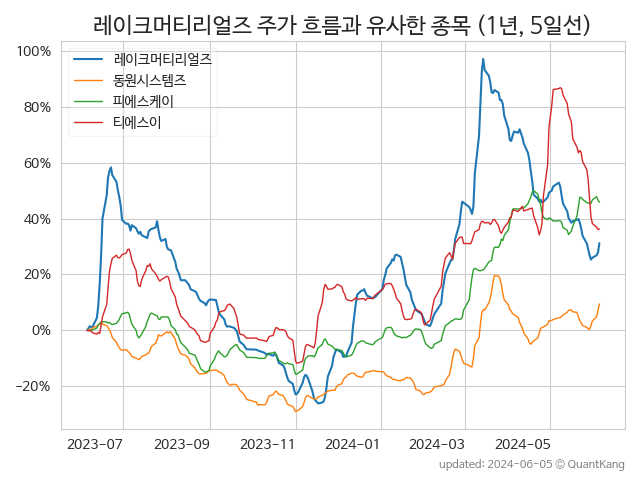 레이크머티리얼즈 주가 흐름과 유사한 종목 (1년, 5일선)
100%
80%
60%
40%
20%
0%
−20%
레이크머티리얼즈
동원시스템즈
피에스케이
티에스이
2023-07
2023-09
2023-11
2024-01
2024-03
2024-05
updated: 2024-06-05 © QuantKang